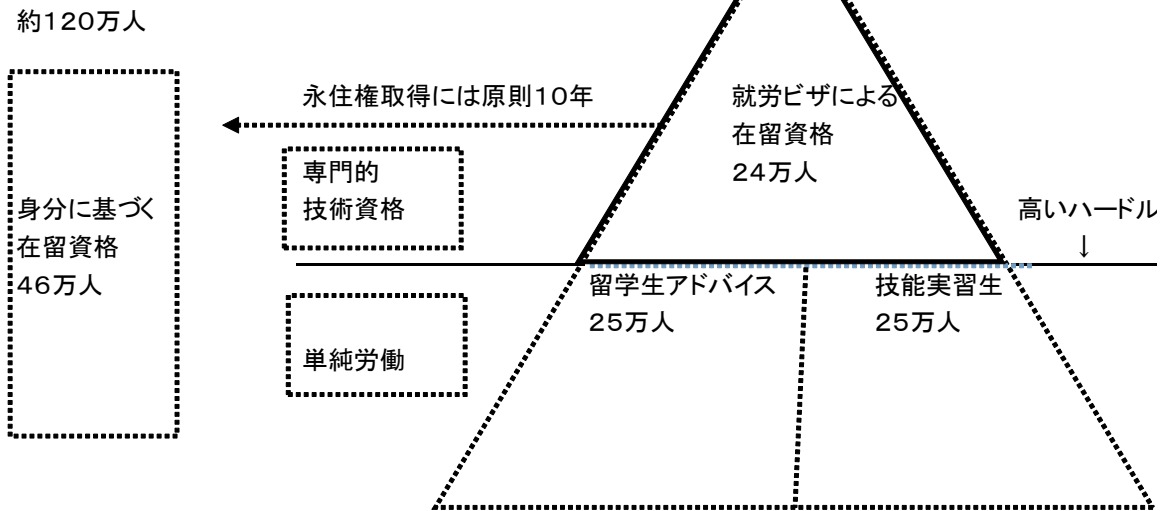 約120万人
永住権取得には原則10年
就労ビザによる
在留資格
24万人
専門的
技術資格
身分に基づく
在留資格
46万人
高いハードル
↓
留学生アドバイス
25万人
技能実習生
25万人
単純労働